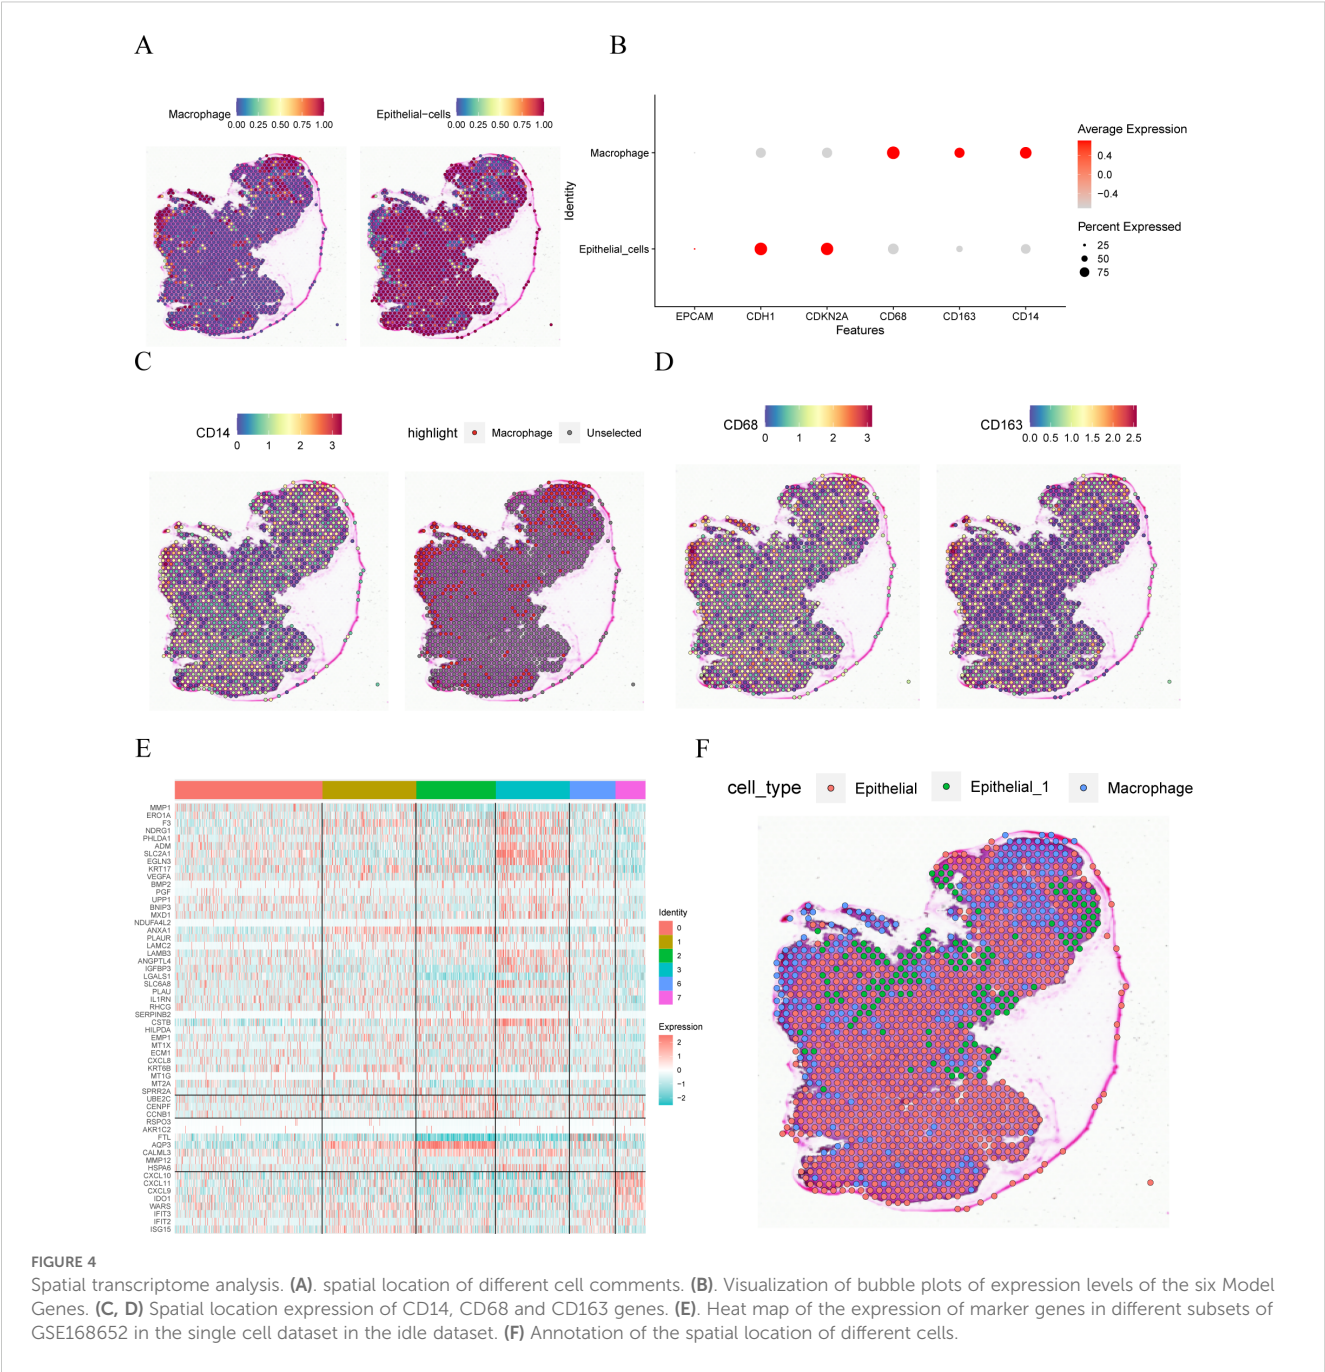 A
B
Macrophage
0.00 0.25 0.50 0.75 1.00
Epithelial−cells
0.00 0.25 0.50 0.75 1.00
Identity
Macrophage
Epithelial_cells
EPCAM CDH1 CDKN2A CD68 CD163 CD14
Features
Average Expression
0.4
0.0
−0.4
Percent Expressed
25
50
75
C
D
CD14
0 1 2 3
highlight Macrophage Unselected
CD68
0 1 2 3
CD163
0.0 0.5 1.0 1.5 2.0 2.5
E
F
MMP1
ERO1A
F3
NDRG1
PHLDA1
ADM
SLC2A1
EGLN3
KRT17
VEGFA
BMP2
PGF
UPP1
BNIP3
MXD1
NDUFA4L2
ANXA1
PLAUR
LAMC2
LAMB3
ANGPTL4
IGFBP3
LGALS1
SLC6A8
PLAU
IL1RN
RHCG
SERPINB2
CSTB
HILPDA
EMP1
MT1X
ECM1
CXCL8
KRT6B
MT1G
MT2A
SPRR2A
UBE2C
CENPF
CCNB1
RSPO3
AKR1C2
FTL
AQP3
CALML3
MMP12
HSPA6
CXCL10
CXCL11
CXCL9
IDO1
WARS
IFIT3
IFIT2
ISG15
Identity
0
1
2
3
6
7
Expression
2
1
0
−1
−2
cell_type Epithelial Epithelial_1 Macrophage
FIGURE 4
Spatial transcriptome analysis. (A). spatial location of different cell comments. (B). Visualization of bubble plots of expression levels of the six Model
Genes. (C, D) Spatial location expression of CD14, CD68 and CD163 genes. (E). Heat map of the expression of marker genes in different subsets of
GSE168652 in the single cell dataset in the idle dataset. (F) Annotation of the spatial location of different cells.